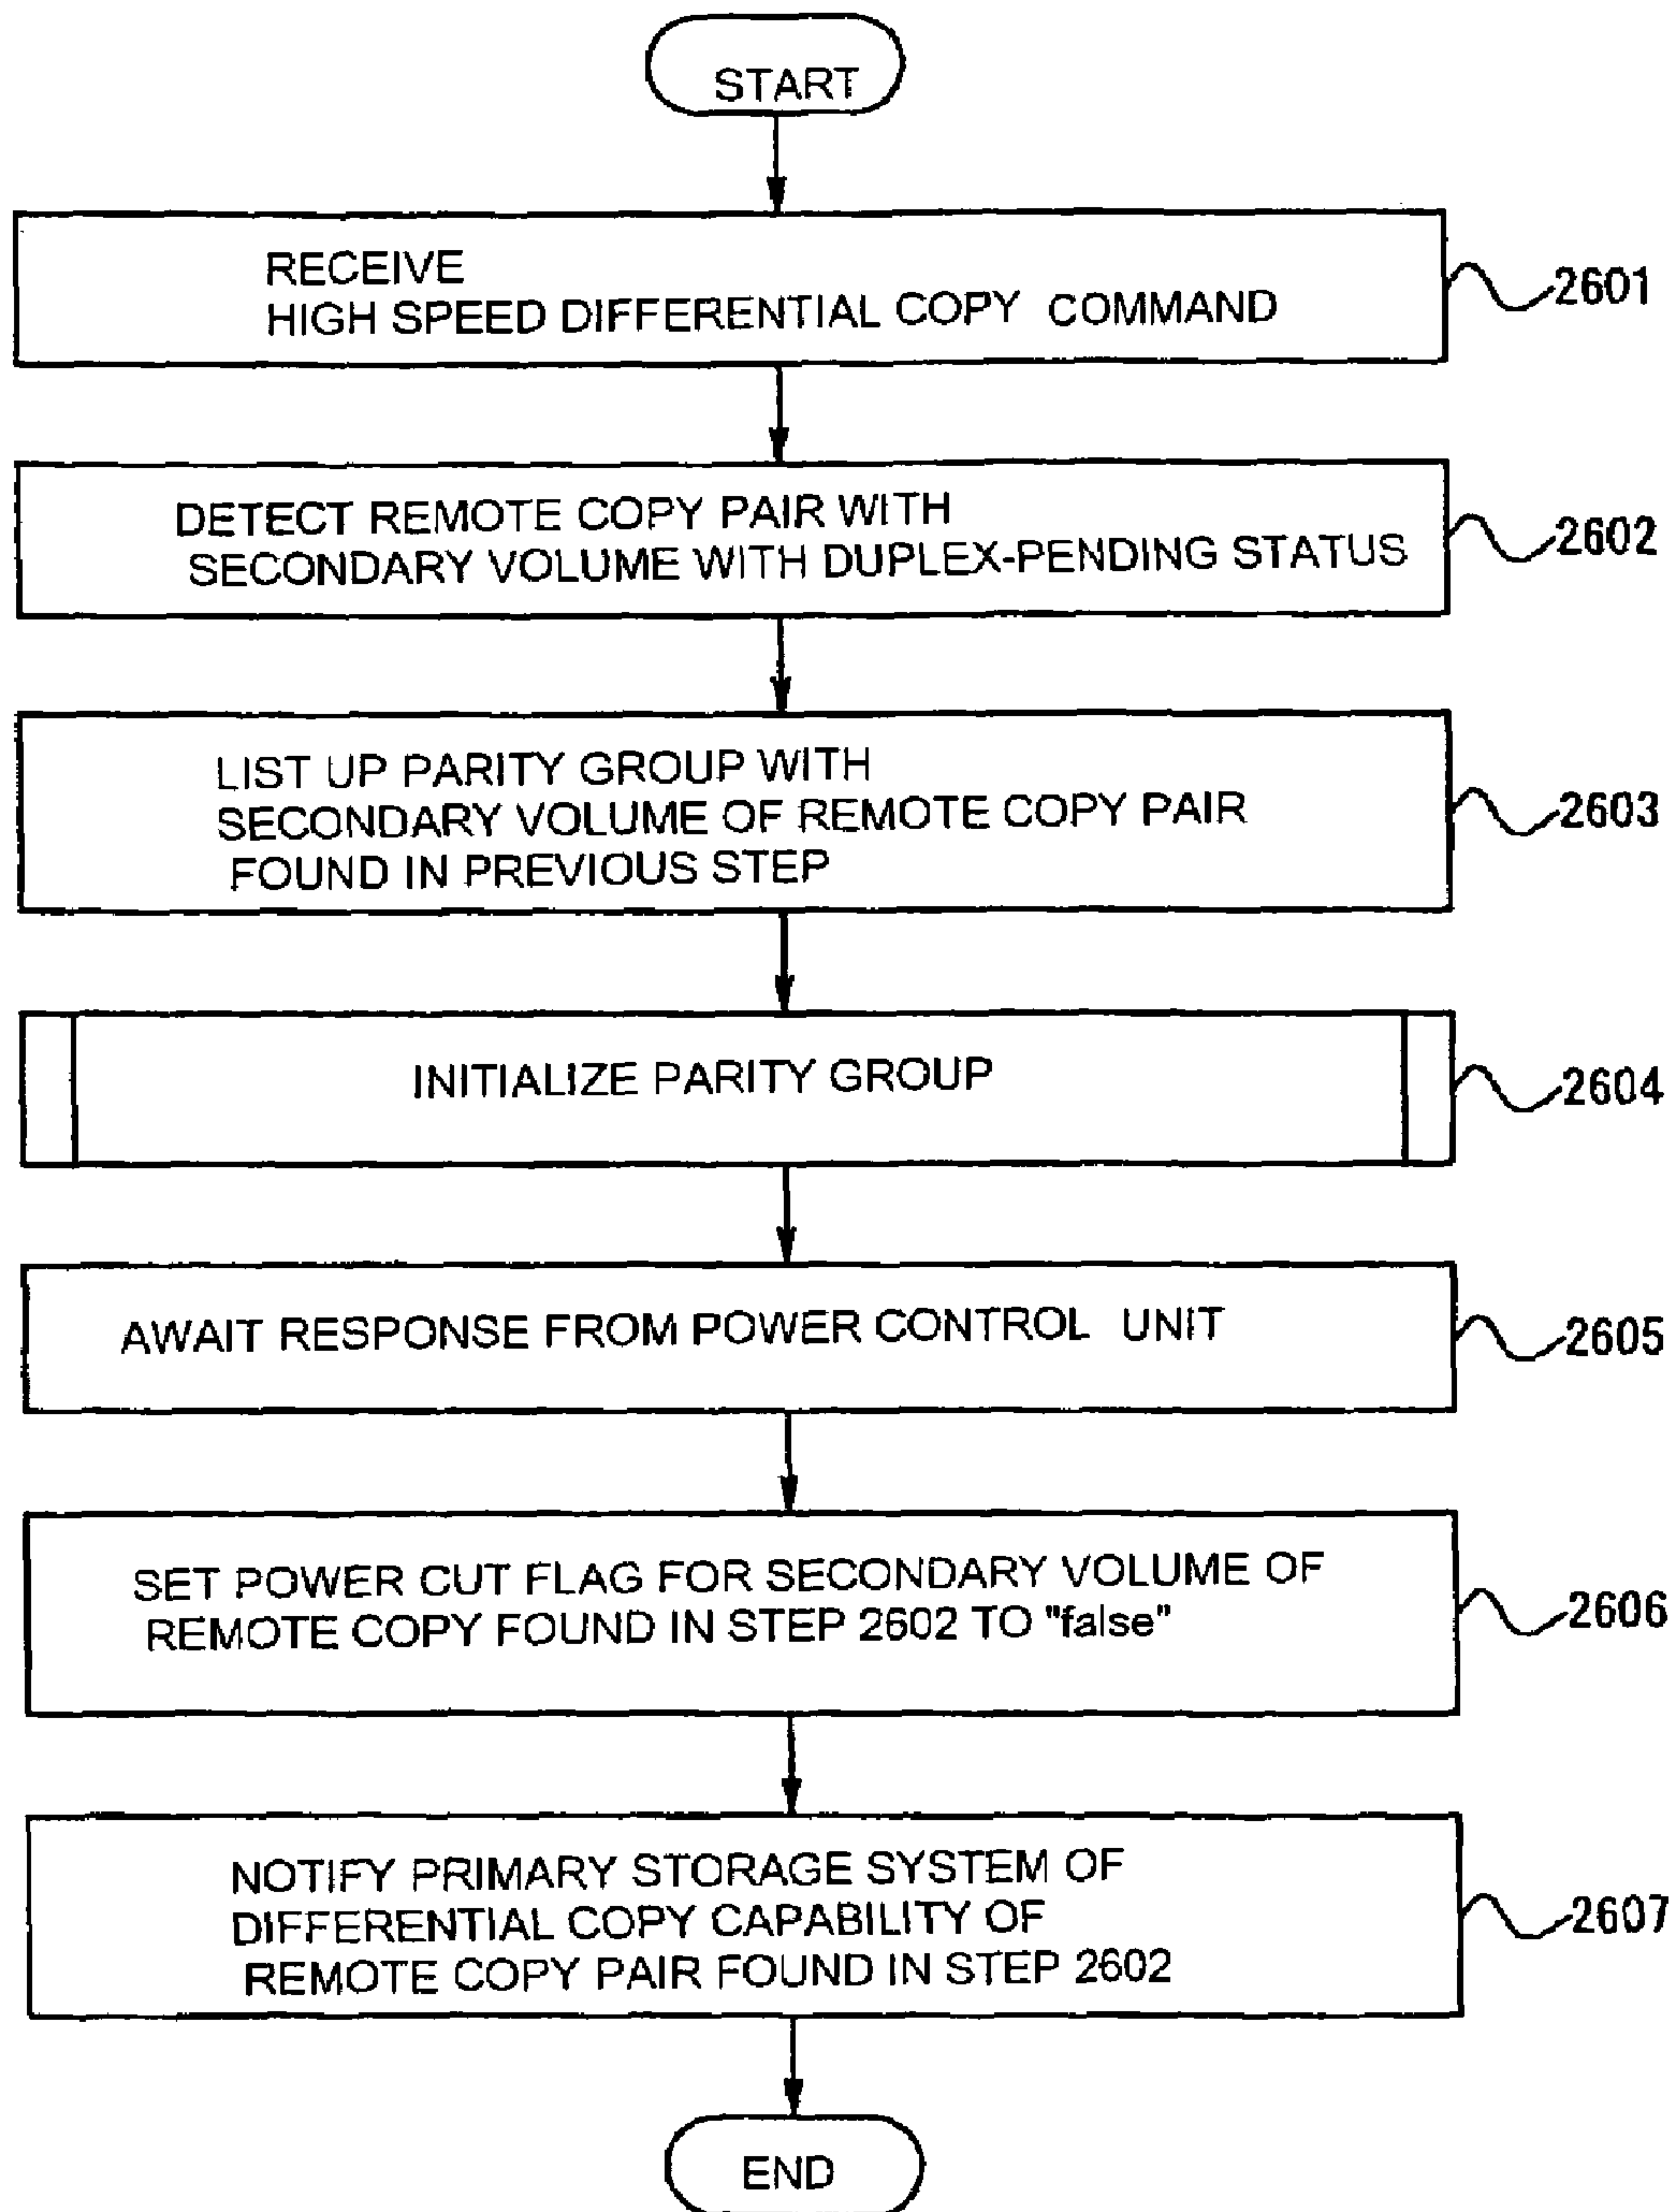 START
RECEIVE
HIGH SPEED DIFFERENTIAL COPY COMMAND
2601
DETECT REMOTE COPY PAIR WITH
SECONDARY VOLUME WITH DUPLEX-PENDING STATUS
2602
LIST UP PARITY GROUP WITH
SECONDARY VOLUME OF REMOTE COPY PAIR
FOUND IN PREVIOUS STEP
2603
INITIALIZE PARITY GROUP
2604
AWAIT RESPONSE FROM POWER CONTROL UNIT
2605
SET POWER CUT FLAG FOR SECONDARY VOLUME OF
REMOTE COPY FOUND IN STEP 2602 TO "false"
2606
NOTIFY PRIMARY STORAGE SYSTEM OF
DIFFERENTIAL COPY CAPABILITY OF
REMOTE COPY PAIR FOUND IN STEP 2602
2607
END